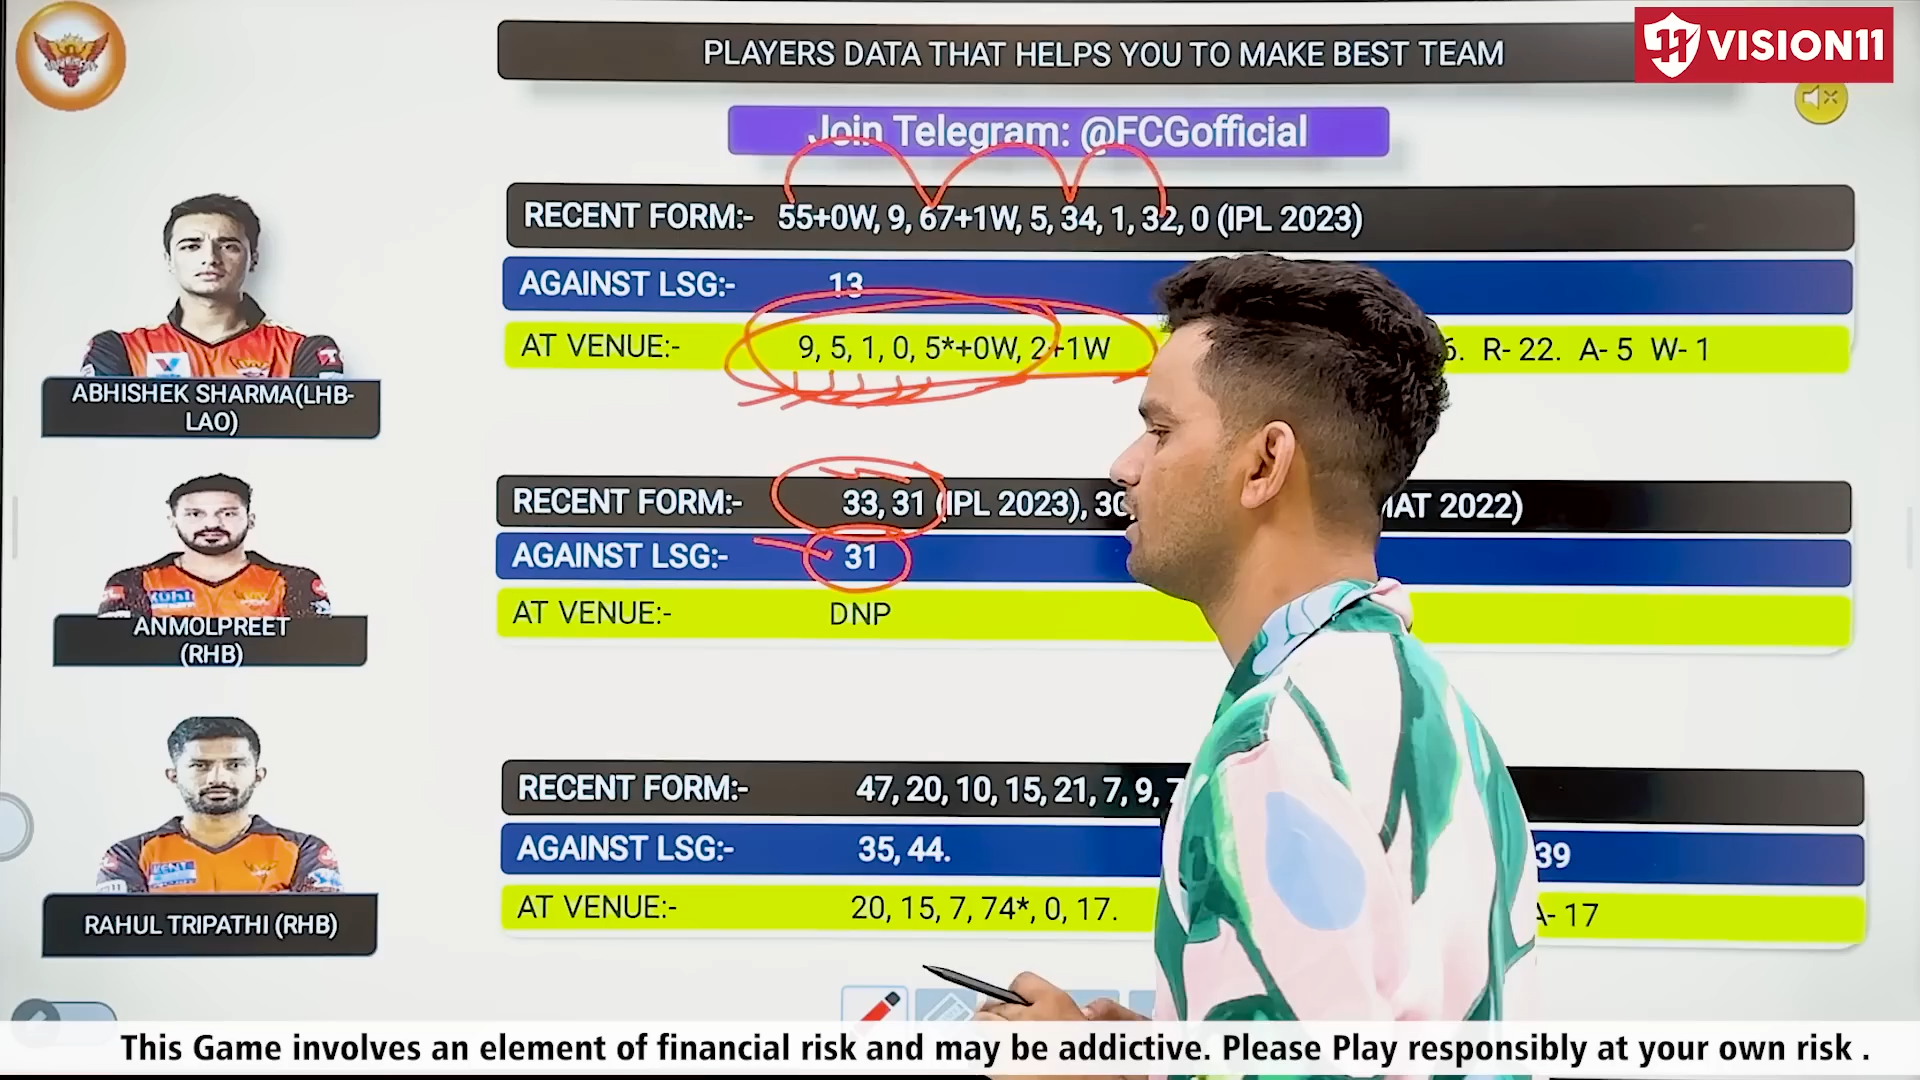 PLAYERS DATA THAT HELPS YOU TO MAKE BEST TEAM
VISION11
Join Telegram: @FCGofficial
RECENT FORM:- 55+0W, 9, 67+1W, 5, 34, 1, 32, 0 (IPL 2023)
AGAINST LSG:- 13
AT VENUE:- 9, 5, 1, 0, 5*+0W, 2+1W 6. R- 22. A- 5 W- 1
ABHISHEK SHARMA(LHB-
LAO)
RECENT FORM:- 33, 31 (IPL 2023), 30, 2022)
AGAINST LSG:- 31
AT VENUE:- DNP
ANMOLPREET
(RHB)
RECENT FORM:- 47, 20, 10, 15, 21, 7, 9,
AGAINST LSG:- 35, 44. 39
AT VENUE:- 20, 15, 7, 74*, 0, 17. A- 17
RAHUL TRIPATHI (RHB)
This Game involves an element of financial risk and may be addictive. Please Play responsibly at your own risk .